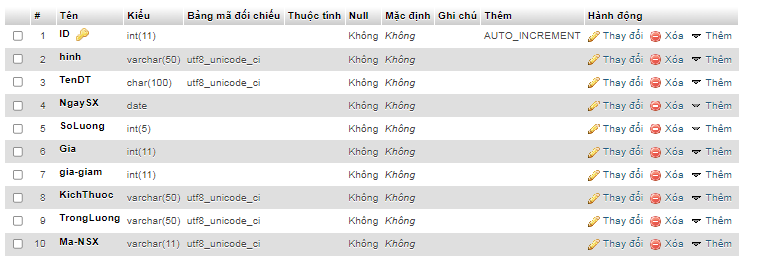 # Tên Kiểu Bảng mã đối chiếu Thuộc tính Null Mặc định Ghi chú Thêm Hành động
1 ID int(11) Không Không AUTO_INCREMENT Thay đổi Xóa Thêm
2 hinh varchar(50) utf8_unicode_ci Không Không Thay đổi Xóa Thêm
3 TenDT char(100) utf8_unicode_ci Không Không Thay đổi Xóa Thêm
4 NgaySX date Không Không Thay đổi Xóa Thêm
5 SoLuong int(5) Không Không Thay đổi Xóa Thêm
6 Gia int(11) Không Không Thay đổi Xóa Thêm
7 gia-giam int(11) Không Không Thay đổi Xóa Thêm
8 KichThuoc varchar(50) utf8_unicode_ci Không Không Thay đổi Xóa Thêm
9 TrongLuong varchar(50) utf8_unicode_ci Không Không Thay đổi Xóa Thêm
10 Ma-NSX varchar(11) utf8_unicode_ci Không Không Thay đổi Xóa Thêm